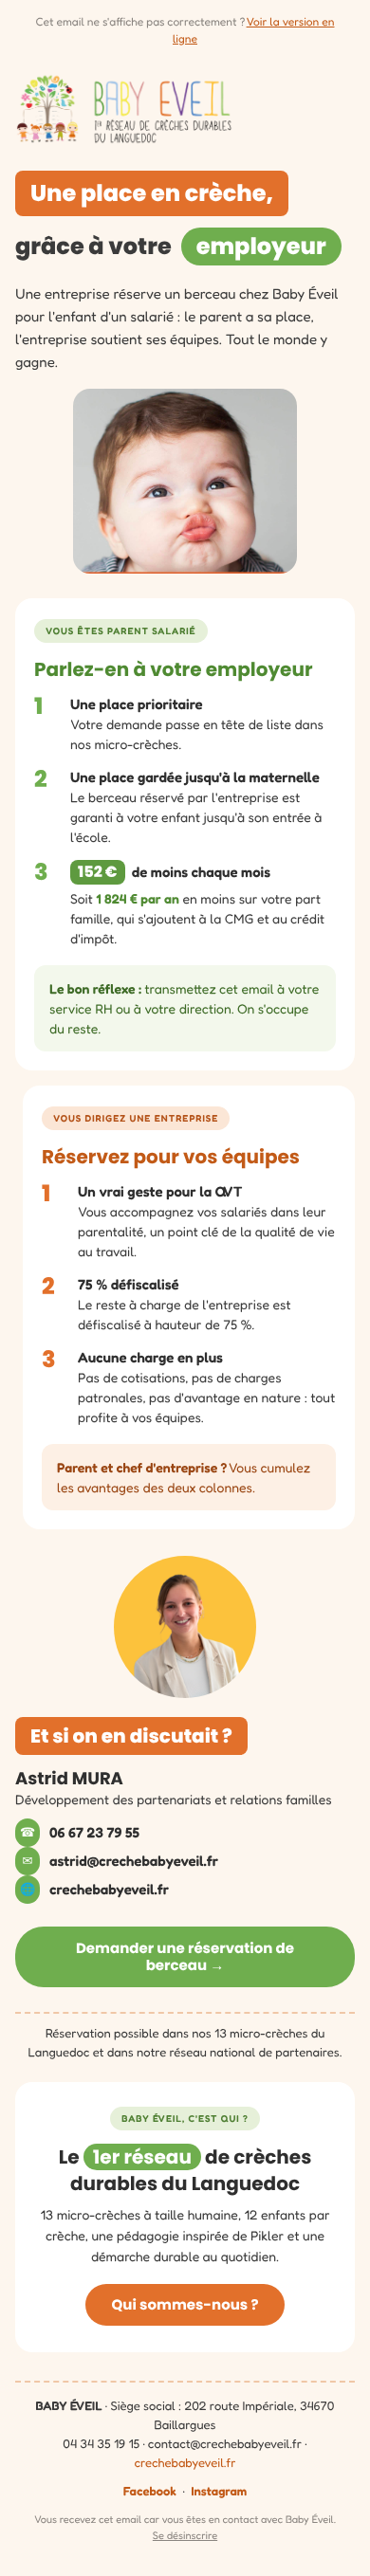 Cet email ne s'affiche pas correctement ? Voir la version en
ligne
BABY EVEIL
1ER RÉSEAU DE CRÈCHES DURABLES
DU LANGUEDOC
Une place en crèche,
grâce à votre employeur
Une entreprise réserve un berceau chez Baby Éveil
pour l'enfant d'un salarié : le parent a sa place,
l'entreprise soutient ses équipes. Tout le monde y
gagne.
VOUS ÊTES PARENT SALARIÉ
Parlez-en à votre employeur
1 Une place prioritaire
Votre demande passe en tête de liste dans
nos micro-crèches.
2 Une place gardée jusqu'à la maternelle
Le berceau réservé par l'entreprise est
garanti à votre enfant jusqu'à son entrée à
l'école.
3 152 € de moins chaque mois
Soit 1 824 € par an en moins sur votre part
famille, qui s'ajoutent à la CMG et au crédit
d'impôt.
Le bon réflexe : transmettez cet email à votre
service RH ou à votre direction. On s'occupe
du reste.
VOUS DIRIGEZ UNE ENTREPRISE
Réservez pour vos équipes
1 Un vrai geste pour la QVT
Vous accompagnez vos salariés dans leur
parentalité, un point clé de la qualité de vie
au travail.
2 75 % défiscalisé
Le reste à charge de l'entreprise est
défiscalisé à hauteur de 75 %.
3 Aucune charge en plus
Pas de cotisations, pas de charges
patronales, pas d'avantage en nature : tout
profite à vos équipes.
Parent et chef d'entreprise ? Vous cumulez
les avantages des deux colonnes.
Et si on en discutait ?
Astrid MURA
Développement des partenariats et relations familles
06 67 23 79 55
astrid@crechebabyeveil.fr
crechebabyeveil.fr
Demander une réservation de
berceau →
Réservation possible dans nos 13 micro-crèches du
Languedoc et dans notre réseau national de partenaires.
BABY ÉVEIL, C'EST QUI ?
Le 1er réseau de crèches
durables du Languedoc
13 micro-crèches à taille humaine, 12 enfants par
crèche, une pédagogie inspirée de Pikler et une
démarche durable au quotidien.
Qui sommes-nous ?
BABY ÉVEIL · Siège social : 202 route Impériale, 34670
Baillargues
04 34 35 19 15 · contact@crechebabyeveil.fr ·
crechebabyeveil.fr
Facebook · Instagram
Vous recevez cet email car vous êtes en contact avec Baby Éveil.
Se désinscrire